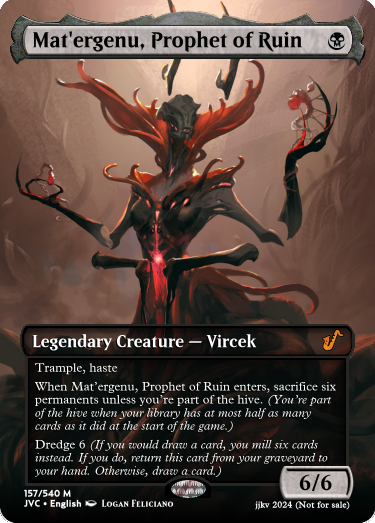 Mat'ergenu, Prophet of Ruin
Legendary Creature — Vircek
Trample, haste
When Mat'ergenu, Prophet of Ruin enters, sacrifice six
permanents unless you're part of the hive. (You're part
of the hive when your library has at most half as many
cards as it did at the start of the game.)
Dredge 6 (If you would draw a card, you mill six cards
instead. If you do, return this card from your graveyard to
your hand. Otherwise, draw a card.)
6/6
157/540 M
JVC • English Logan Feliciano
jjkv 2024 (Not for sale)